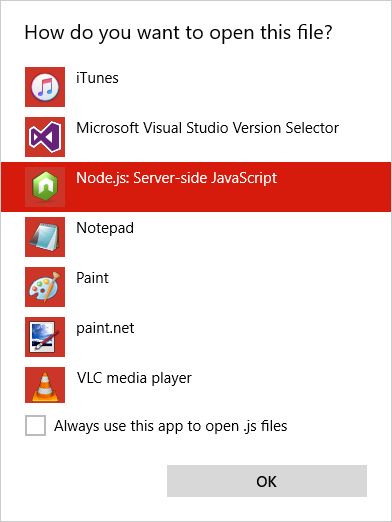 How do you want to open this file?
iTunes
Microsoft Visual Studio Version Selector
Node.js: Server-side JavaScript
Notepad
Paint
paint.net
VLC media player
Always use this app to open .js files
OK